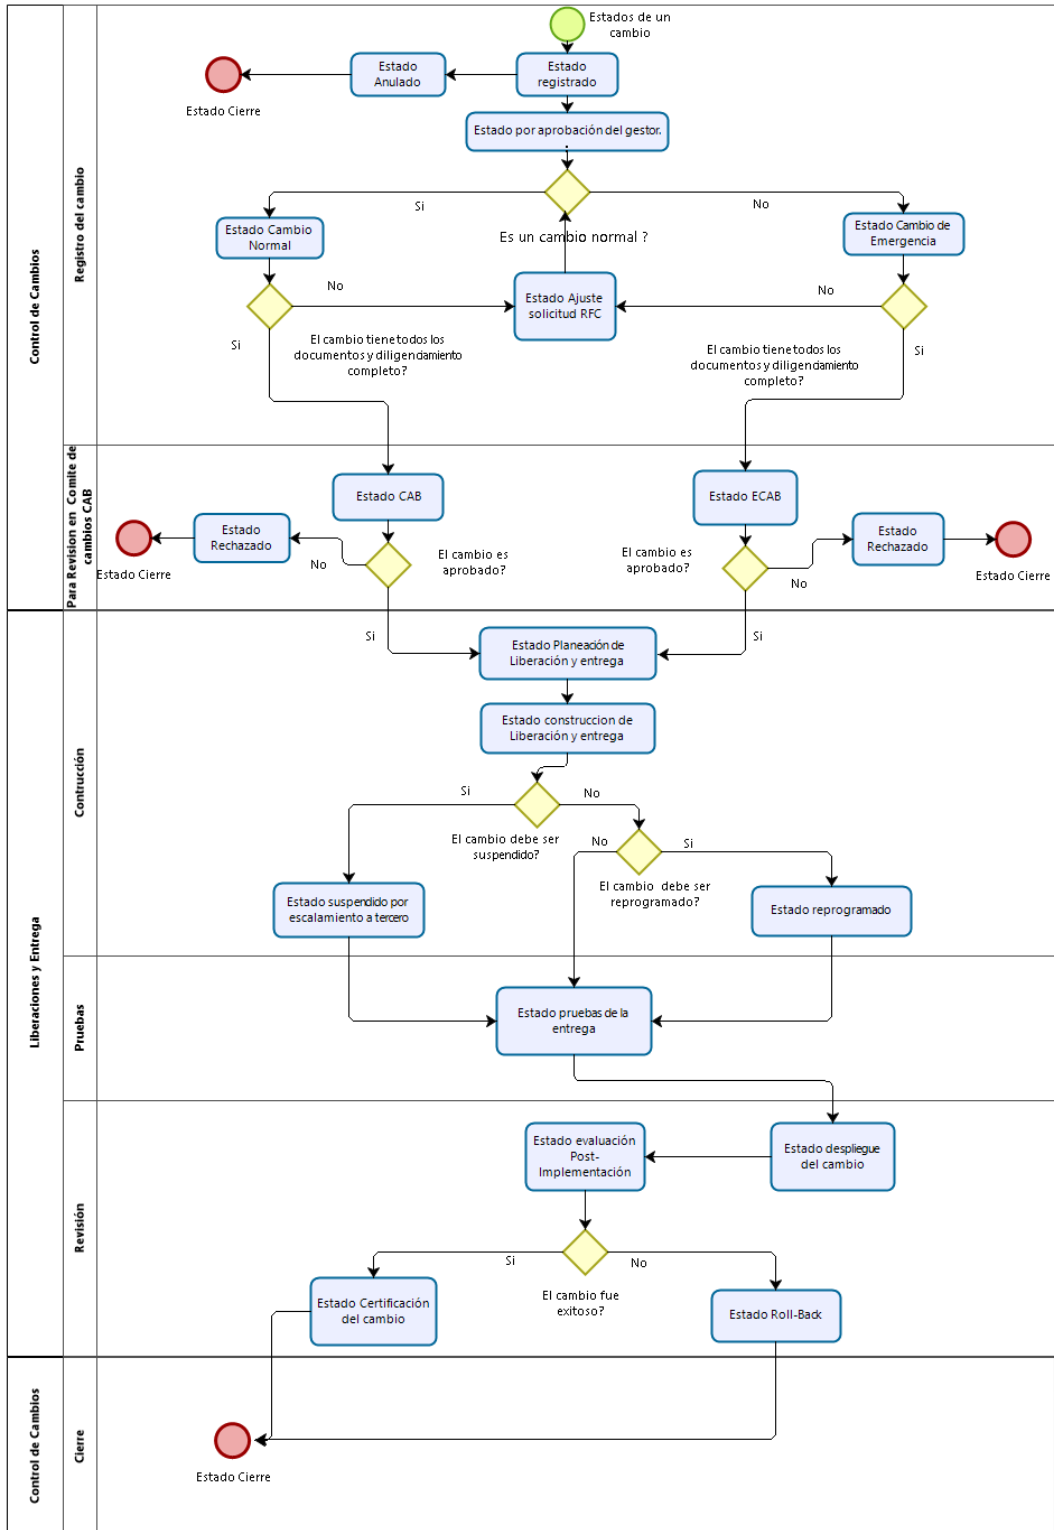 Estados de un
cambio
Estado
registrado
Estado
Anulado
Estado Cierre
Estado por aprobación del gestor.
Si
No
Es un cambio normal ?
Estado Cambio
Normal
Estado Cambio de
Emergencia
No
No
Estado Ajuste
solicitud RFC
Si
Si
El cambio tiene todos los
documentos y diligendamiento
completo?
El cambio tiene todos los
documentos y diligendamiento
completo?
Control de Cambios
Registro del cambio
Para Revision en Comite de
cambios CAB
Estado CAB
Estado ECAB
Estado
Rechazado
Estado
Rechazado
Estado Cierre
Estado Cierre
No
No
El cambio es
aprobado?
El cambio es
aprobado?
Si
Si
Estado Planeación de
Liberación y entrega
Estado construccion de
Liberación y entrega
Si
No
El cambio debe ser
suspendido?
No
Si
El cambio debe ser
reprogramado?
Estado suspendido por
escalamiento a tercero
Estado reprogramado
Liberaciones y Entrega
Contrucción
Pruebas
Estado pruebas de la
entrega
Revisión
Estado evaluación
Post-
Implementación
Estado despliegue
del cambio
Si
No
El cambio fue
exitoso?
Estado Certificación
del cambio
Estado Roll-Back
Control de Cambios
Cierre
Estado Cierre